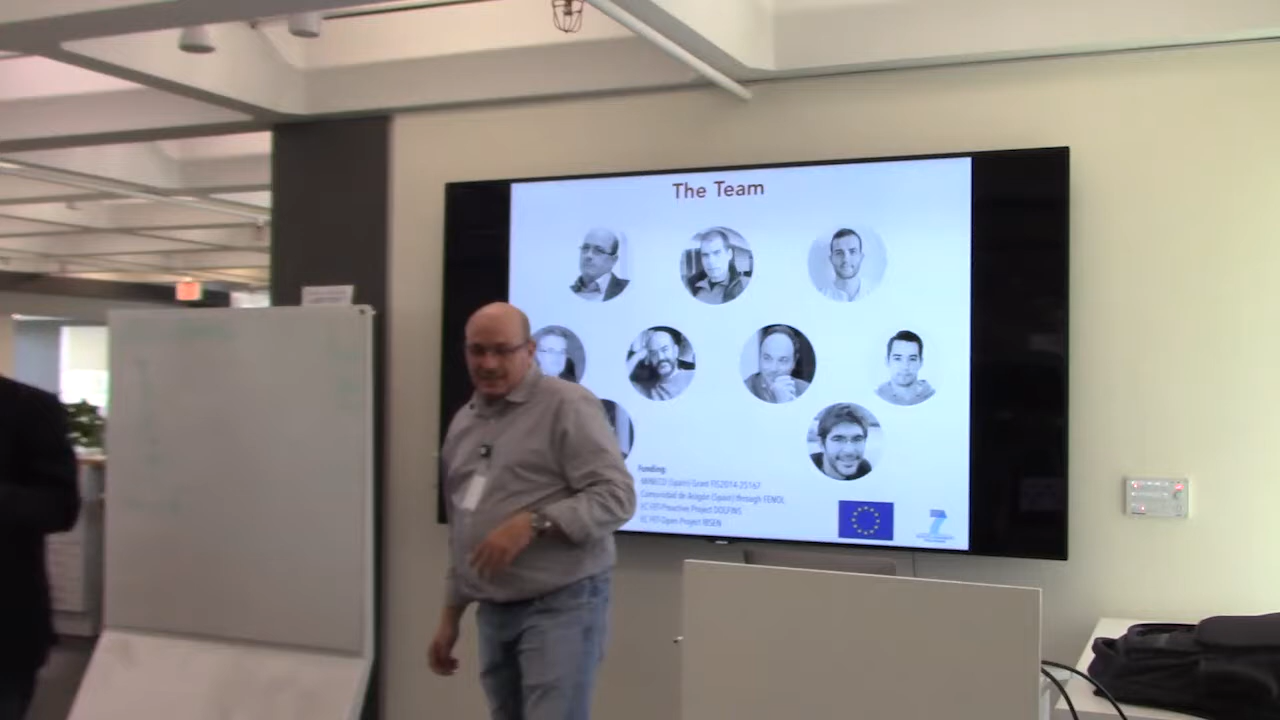 The Team
Funding:
MINECO (Spain) Grant FIS2014-25167
Comunidad de Aragón (Spain) through FENOL
EC FET-Proactive Project DOLFINS
EC FET-Open Project IBSEN
7